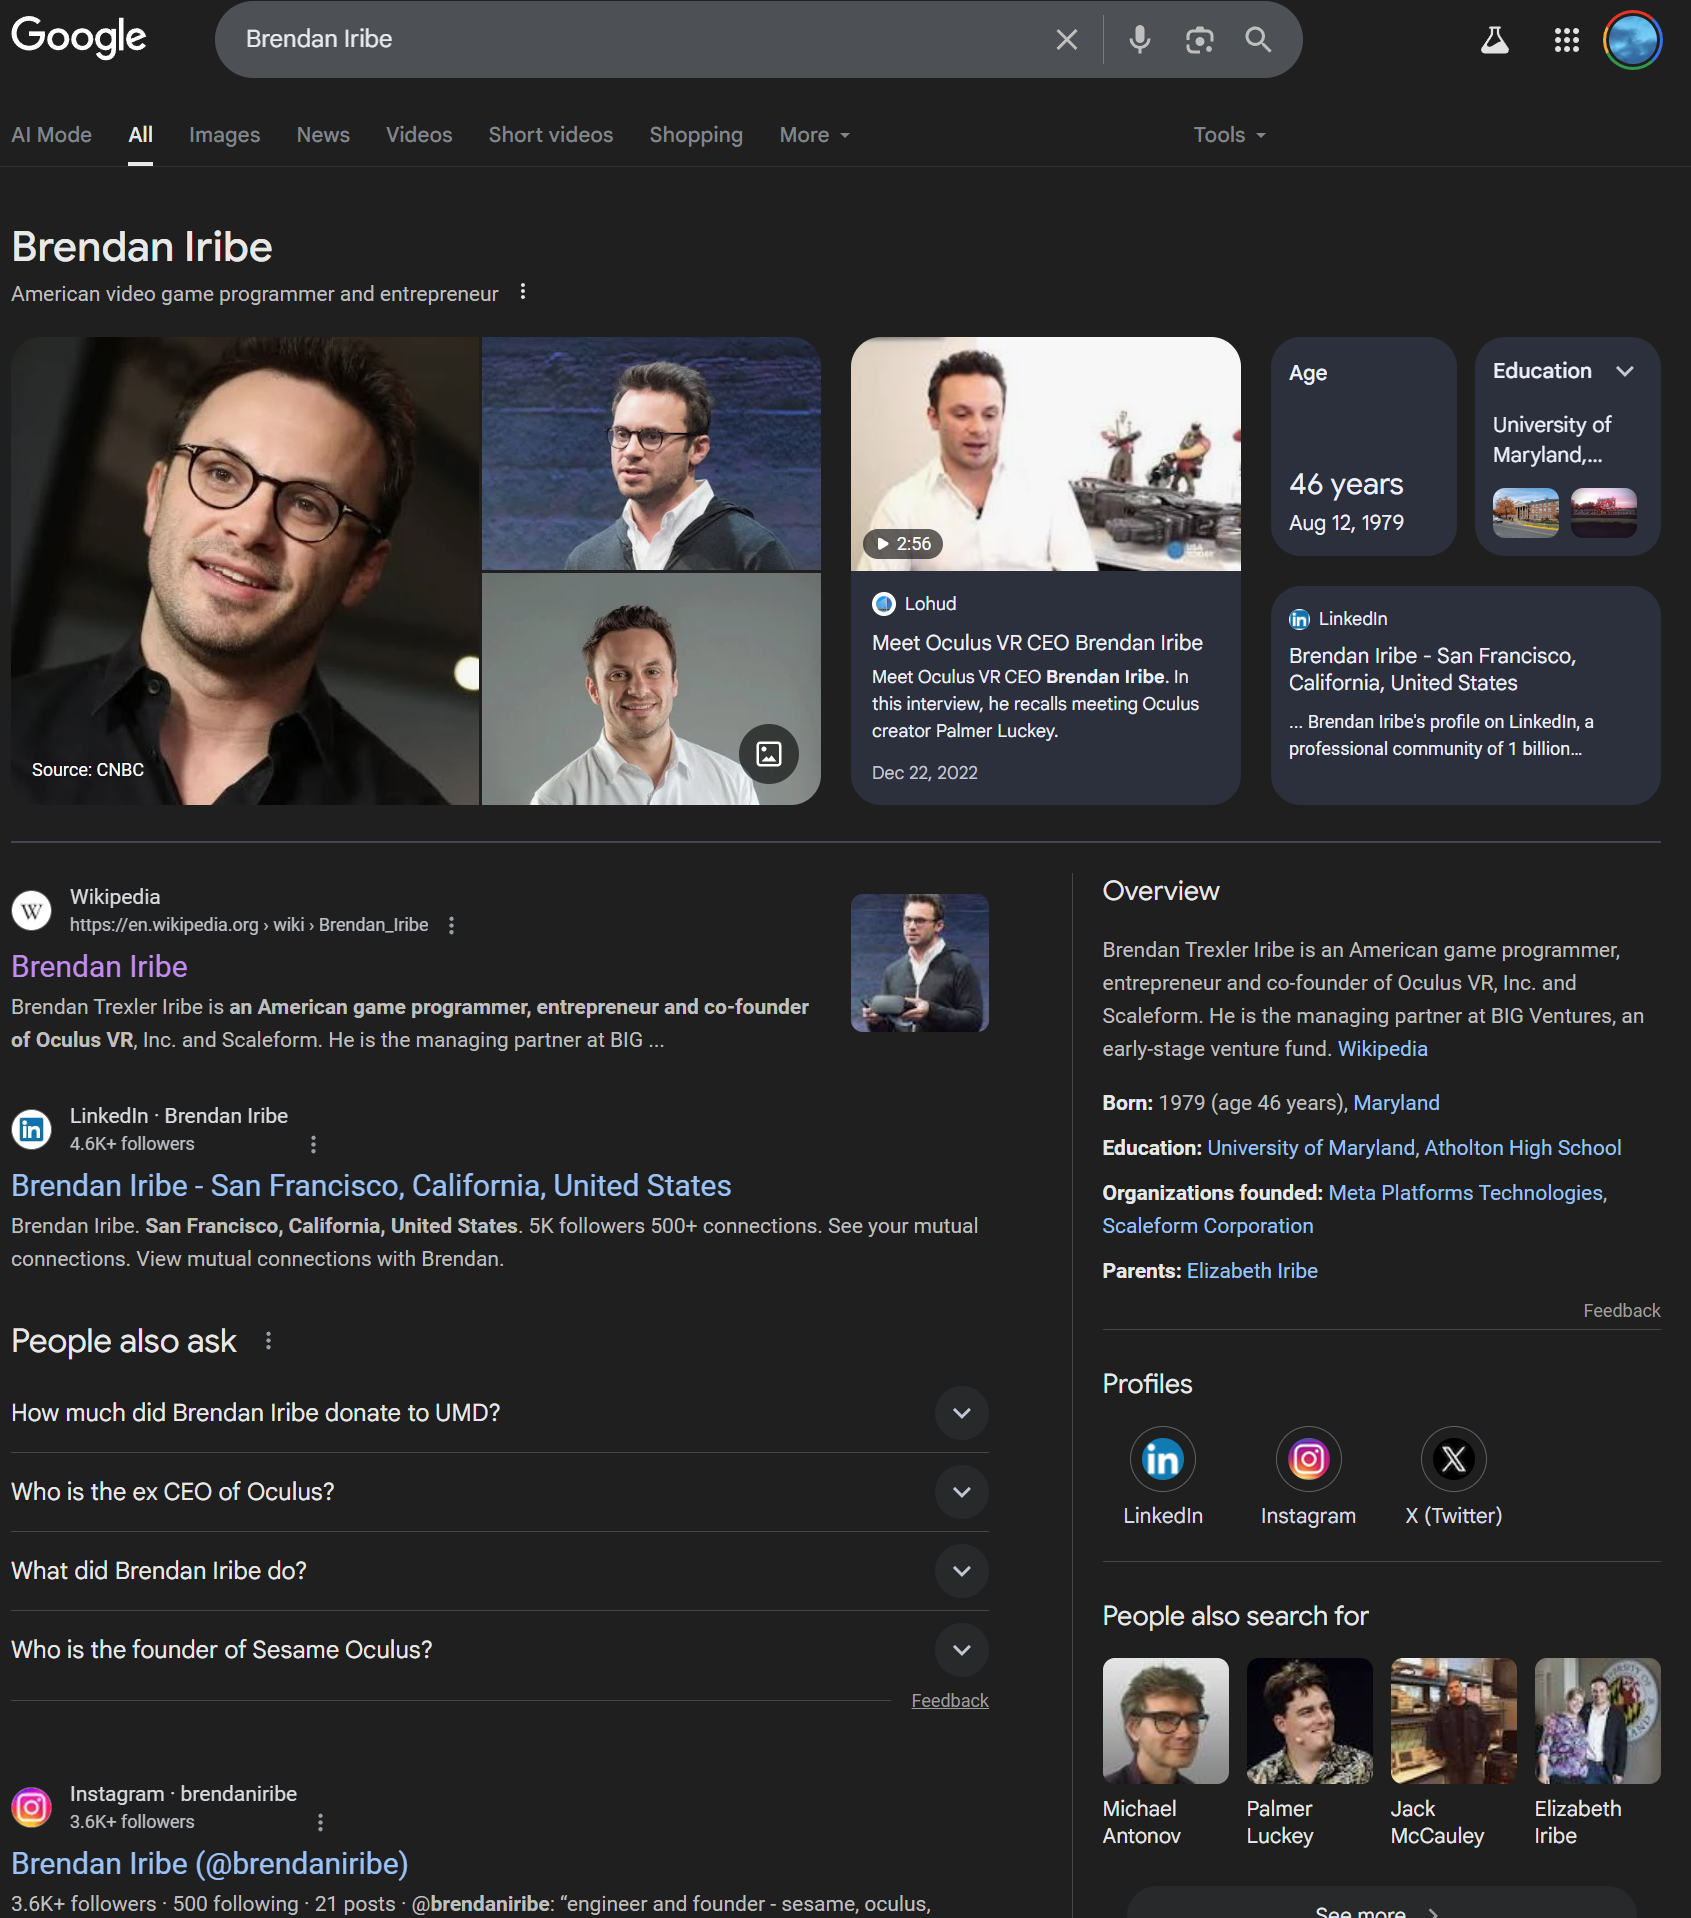 Google
Brendan Iribe
AI Mode
All
Images
News
Videos
Short videos
Shopping
More
Tools
Brendan Iribe
American video game programmer and entrepreneur
Source: CNBC
2:56
USA
TODAY
Lohud
Meet Oculus VR CEO Brendan Iribe
Meet Oculus VR CEO Brendan Iribe. In
this interview, he recalls meeting Oculus
creator Palmer Luckey.
Dec 22, 2022
Age
46 years
Aug 12, 1979
Education
University of
Maryland,...
LinkedIn
Brendan Iribe - San Francisco,
California, United States
... Brendan Iribe's profile on LinkedIn, a
professional community of 1 billion...
Wikipedia
https://en.wikipedia.org › wiki › Brendan_Iribe
Brendan Iribe
Brendan Trexler Iribe is an American game programmer, entrepreneur and co-founder
of Oculus VR, Inc. and Scaleform. He is the managing partner at BIG ...
LinkedIn · Brendan Iribe
4.6K+ followers
Brendan Iribe - San Francisco, California, United States
Brendan Iribe. San Francisco, California, United States. 5K followers 500+ connections. See your mutual
connections. View mutual connections with Brendan.
People also ask
How much did Brendan Iribe donate to UMD?
Who is the ex CEO of Oculus?
What did Brendan Iribe do?
Who is the founder of Sesame Oculus?
Feedback
Instagram · brendaniribe
3.6K+ followers
Brendan Iribe (@brendaniribe)
3.6K+ followers · 500 following · 21 posts · @brendaniribe: “engineer and founder - sesame, oculus,
Overview
Brendan Trexler Iribe is an American game programmer,
entrepreneur and co-founder of Oculus VR, Inc. and
Scaleform. He is the managing partner at BIG Ventures, an
early-stage venture fund. Wikipedia
Born: 1979 (age 46 years), Maryland
Education: University of Maryland, Atholton High School
Organizations founded: Meta Platforms Technologies,
Scaleform Corporation
Parents: Elizabeth Iribe
Feedback
Profiles
LinkedIn
Instagram
X (Twitter)
People also search for
Michael
Antonov
Palmer
Luckey
Jack
McCauley
Elizabeth
Iribe
See more